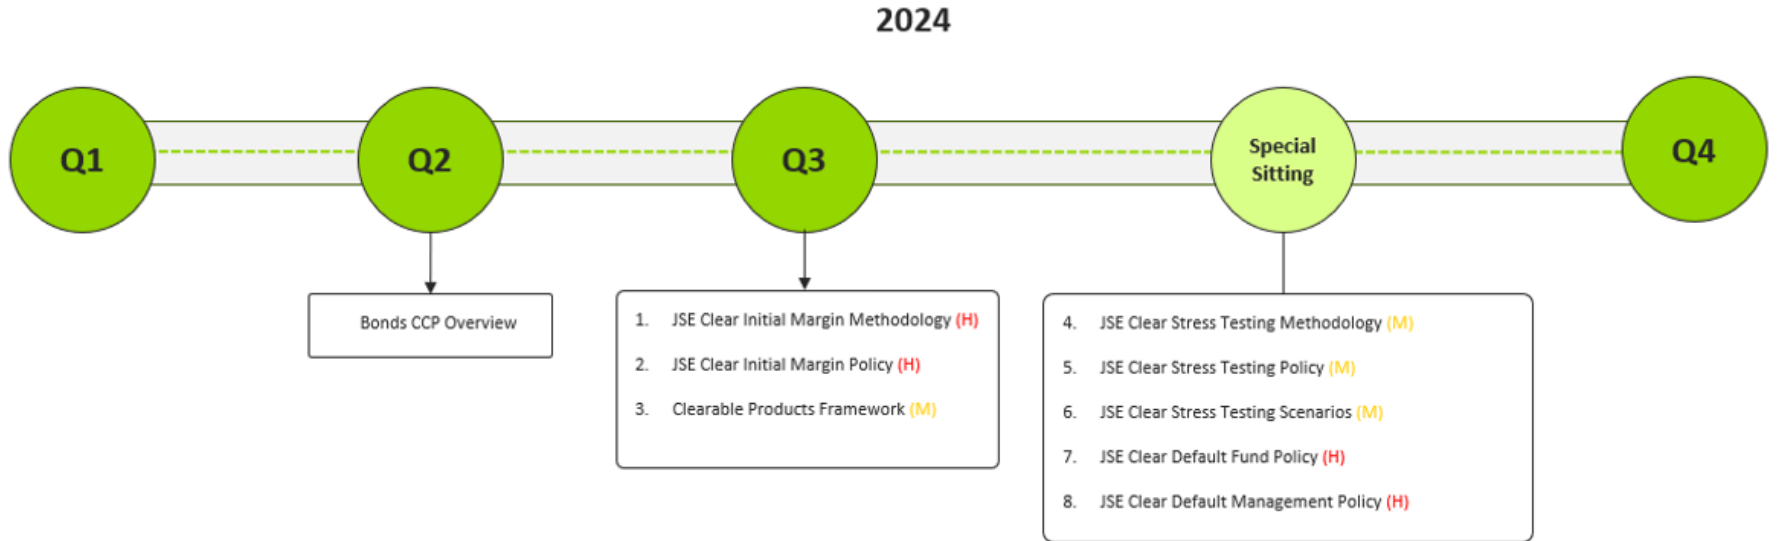 2024
Q1
Q2
Q3
Special
Sitting
Q4
Bonds CCP Overview
1. JSE Clear Initial Margin Methodology (H)
2. JSE Clear Initial Margin Policy (H)
3. Clearable Products Framework (M)
4. JSE Clear Stress Testing Methodology (M)
5. JSE Clear Stress Testing Policy (M)
6. JSE Clear Stress Testing Scenarios (M)
7. JSE Clear Default Fund Policy (H)
8. JSE Clear Default Management Policy (H)